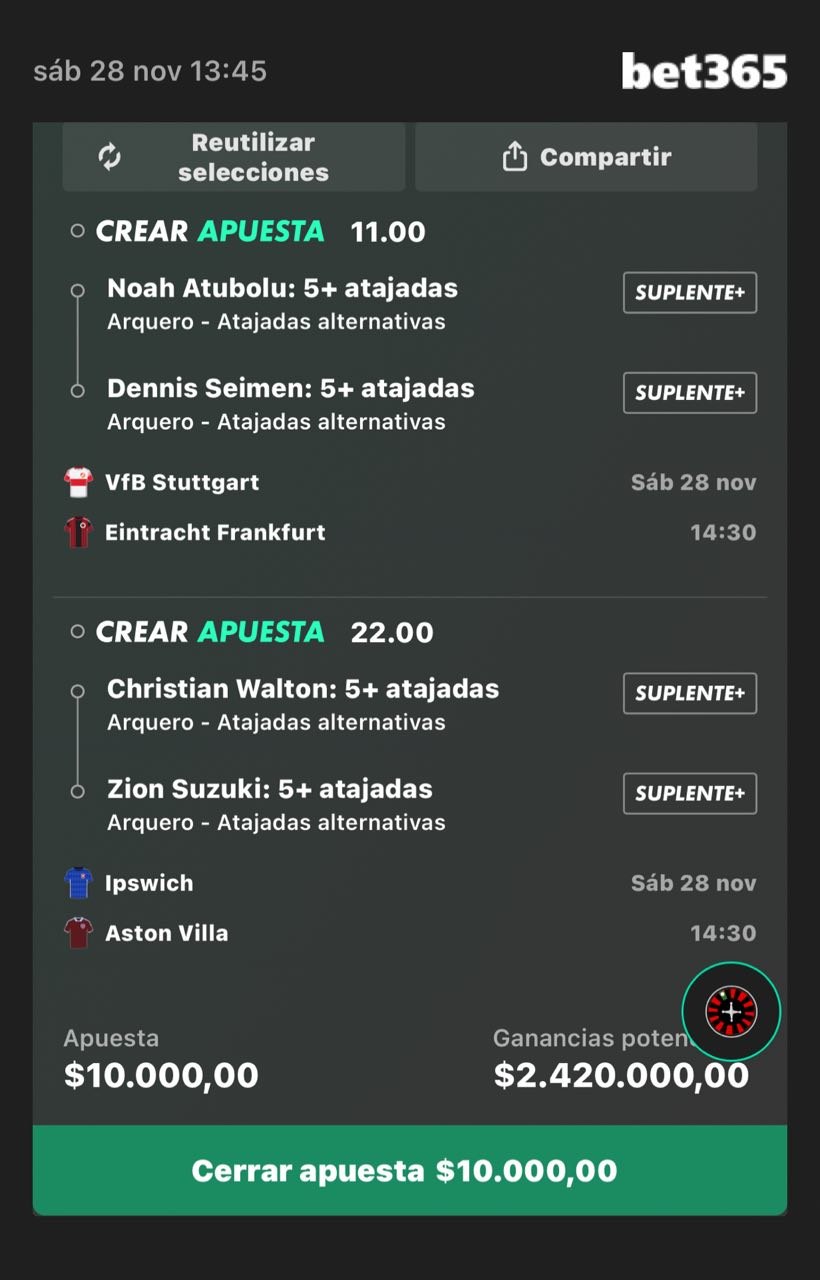 sáb 28 nov 13:45
bet365
Reutilizar
selecciones
Compartir
CREAR APUESTA 11.00
Noah Atubolu: 5+ atajadas
SUPLENTE+
Arquero - Atajadas alternativas
Dennis Seimen: 5+ atajadas
SUPLENTE+
Arquero - Atajadas alternativas
VfB Stuttgart
Sáb 28 nov
Eintracht Frankfurt
14:30
CREAR APUESTA 22.00
Christian Walton: 5+ atajadas
SUPLENTE+
Arquero - Atajadas alternativas
Zion Suzuki: 5+ atajadas
SUPLENTE+
Arquero - Atajadas alternativas
Ipswich
Sáb 28 nov
Aston Villa
14:30
Apuesta
Ganancias
$10.000,00
$2.420.000,00
Cerrar apuesta $10.000,00